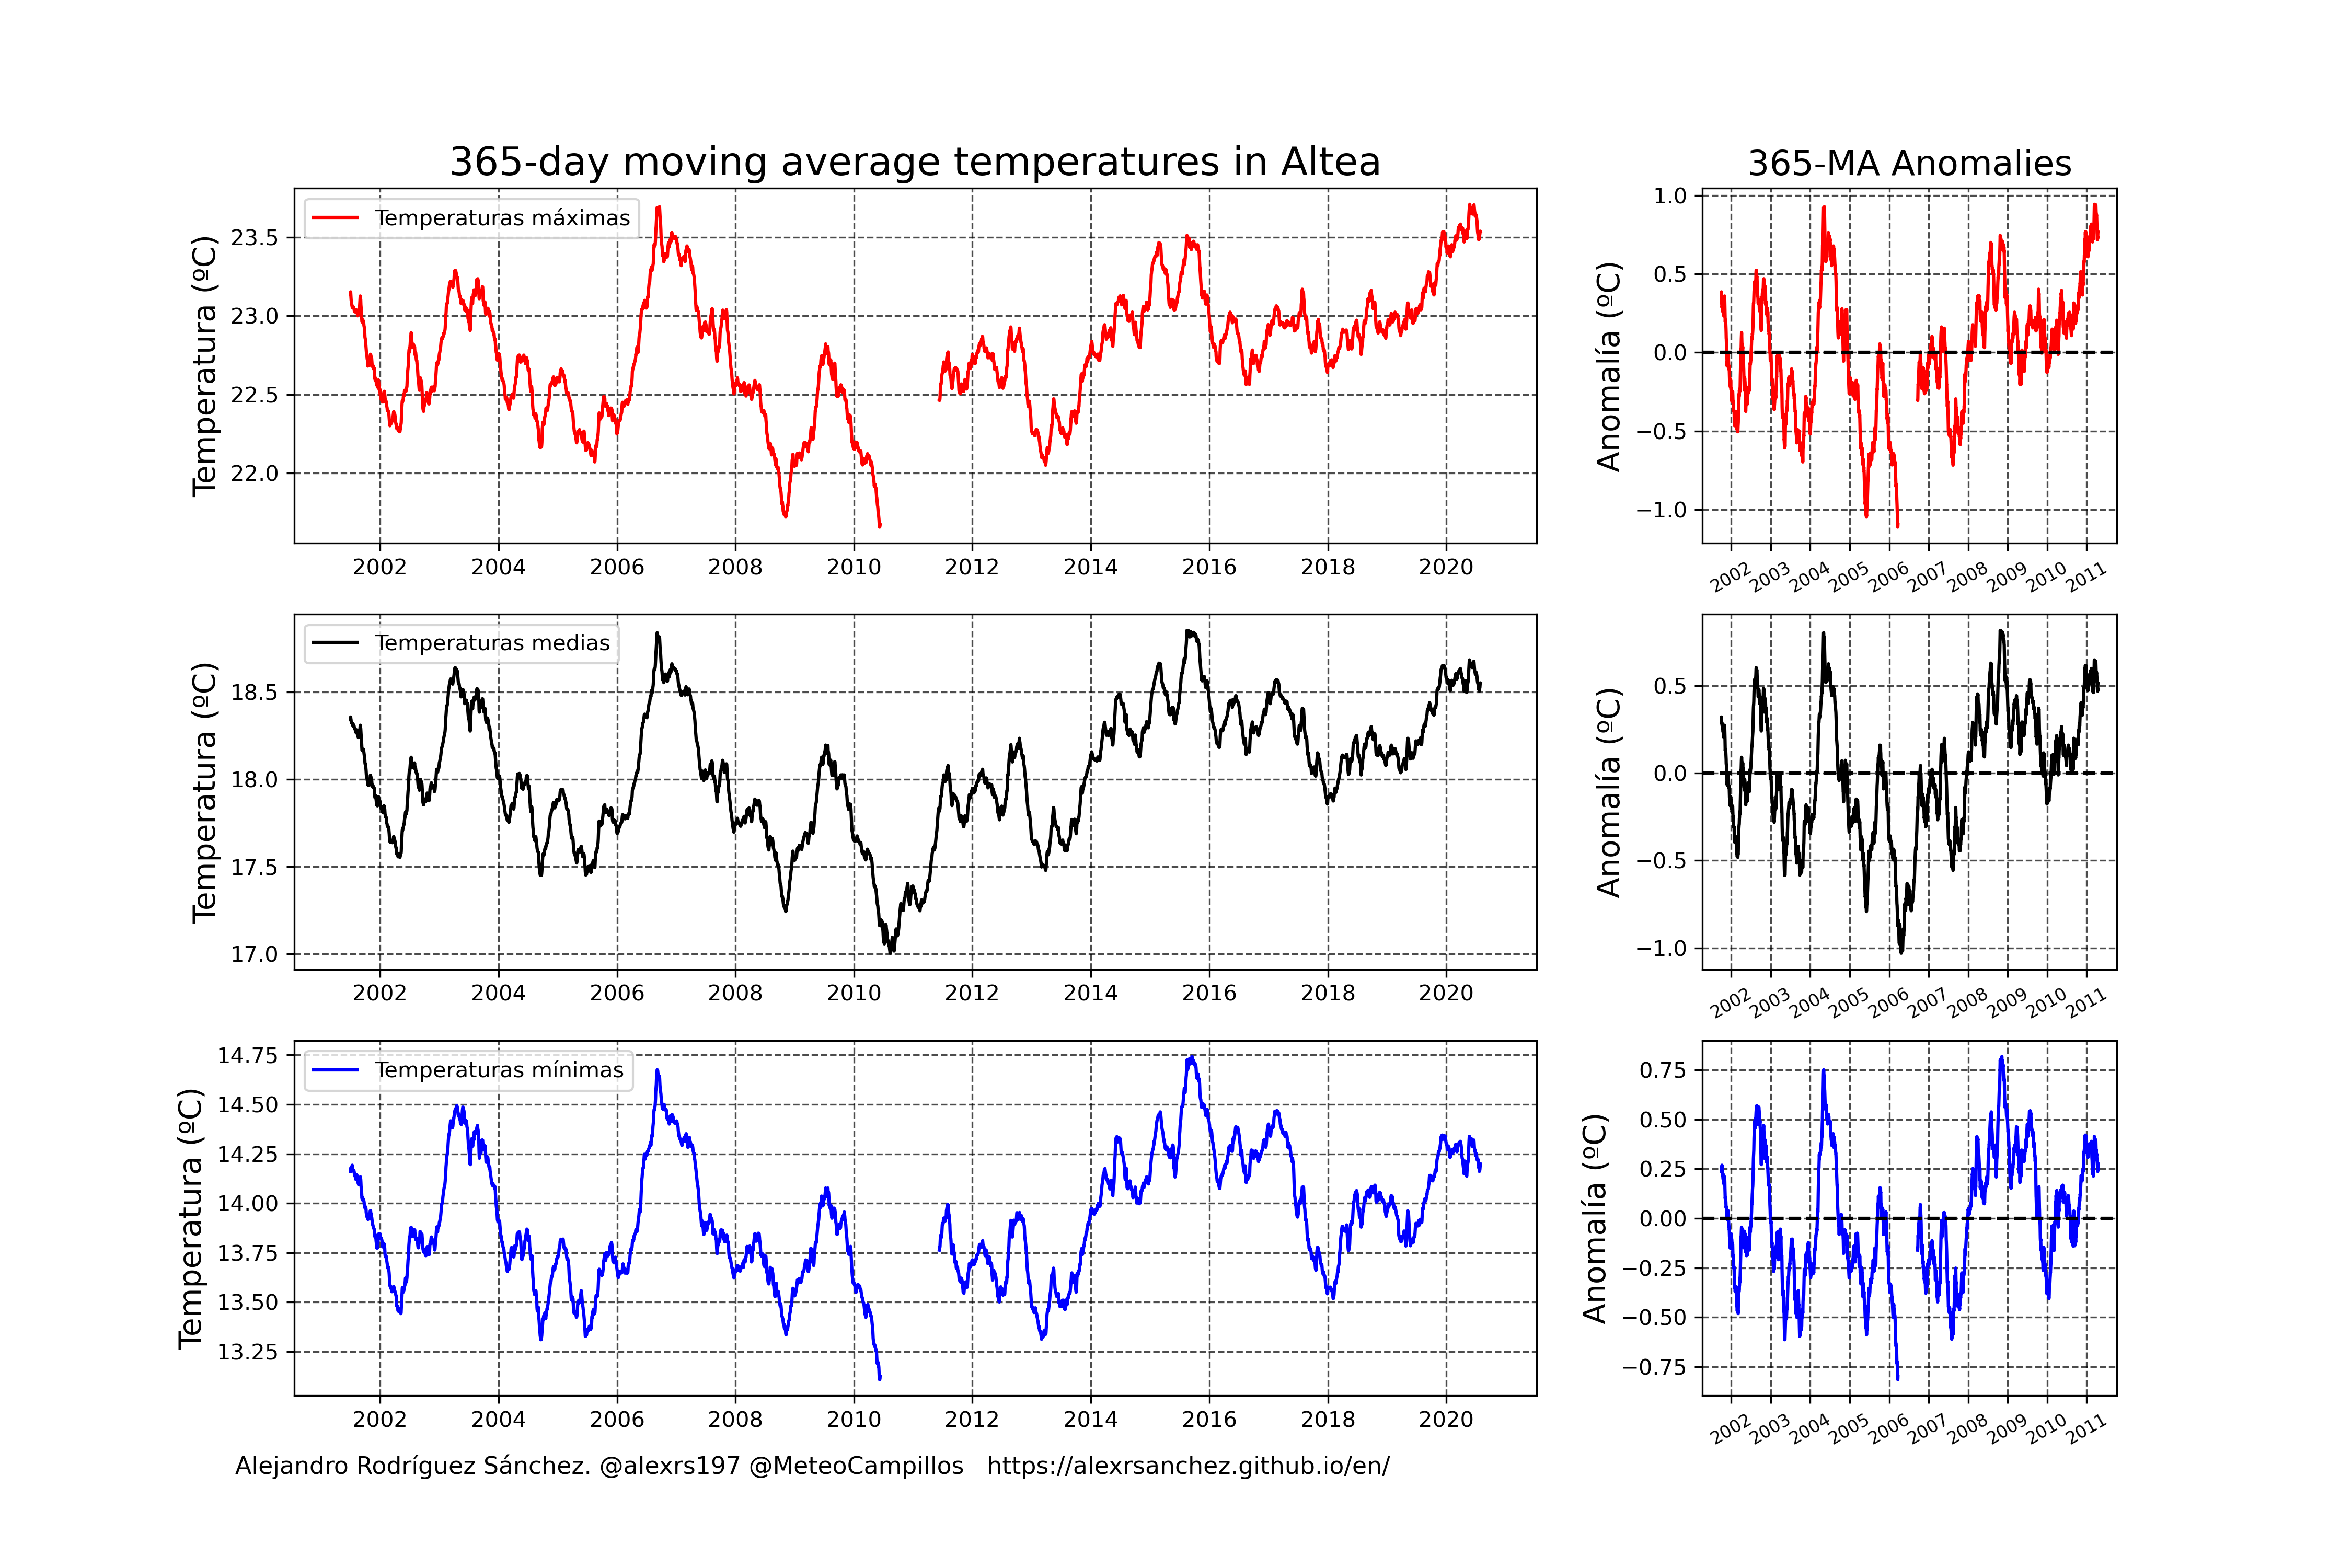 365-day moving average temperatures in Altea
Temperatura (ºC)
23.5
23.0
22.5
22.0
Temperaturas máximas
2002 2004 2006 2008 2010 2012 2014 2016 2018 2020
365-MA Anomalies
Anomalía (ºC)
1.0
0.5
0.0
−0.5
−1.0
2002 2003 2004 2005 2006 2007 2008 2009 2010 2011
Temperatura (ºC)
18.5
18.0
17.5
17.0
Temperaturas medias
2002 2004 2006 2008 2010 2012 2014 2016 2018 2020
Anomalía (ºC)
0.5
0.0
−0.5
−1.0
2002 2003 2004 2005 2006 2007 2008 2009 2010 2011
Temperatura (ºC)
14.75
14.50
14.25
14.00
13.75
13.50
13.25
Temperaturas mínimas
2002 2004 2006 2008 2010 2012 2014 2016 2018 2020
Anomalía (ºC)
0.75
0.50
0.25
0.00
−0.25
−0.50
−0.75
2002 2003 2004 2005 2006 2007 2008 2009 2010 2011
Alejandro Rodríguez Sánchez. @alexrs197 @MeteoCampillos https://alexrsanchez.github.io/en/